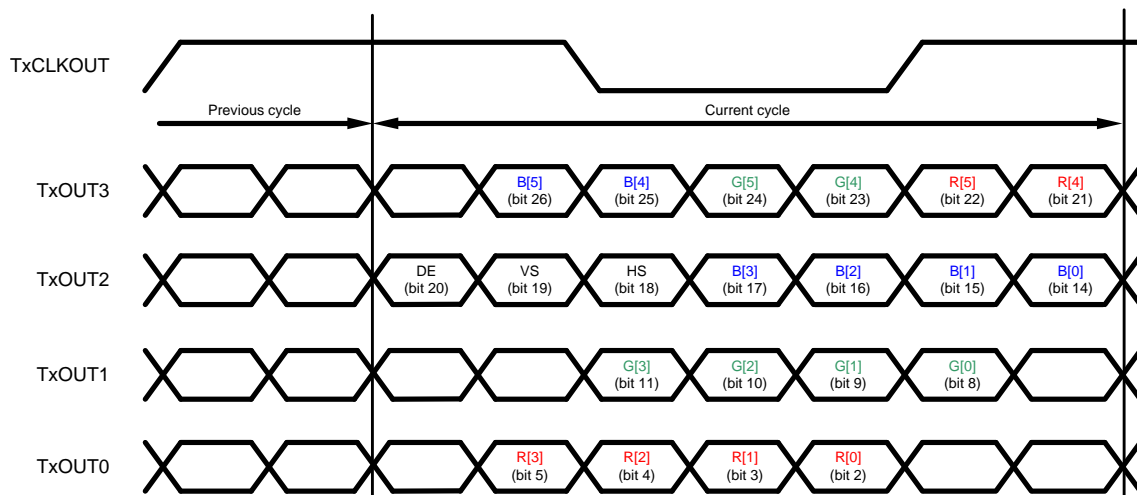 TxCLKOUT
Previous cycle
Current cycle
TxOUT3
B[5]
(bit 26)
B[4]
(bit 25)
G[5]
(bit 24)
G[4]
(bit 23)
R[5]
(bit 22)
R[4]
(bit 21)
TxOUT2
DE
(bit 20)
VS
(bit 19)
HS
(bit 18)
B[3]
(bit 17)
B[2]
(bit 16)
B[1]
(bit 15)
B[0]
(bit 14)
TxOUT1
G[3]
(bit 11)
G[2]
(bit 10)
G[1]
(bit 9)
G[0]
(bit 8)
TxOUT0
R[3]
(bit 5)
R[2]
(bit 4)
R[1]
(bit 3)
R[0]
(bit 2)